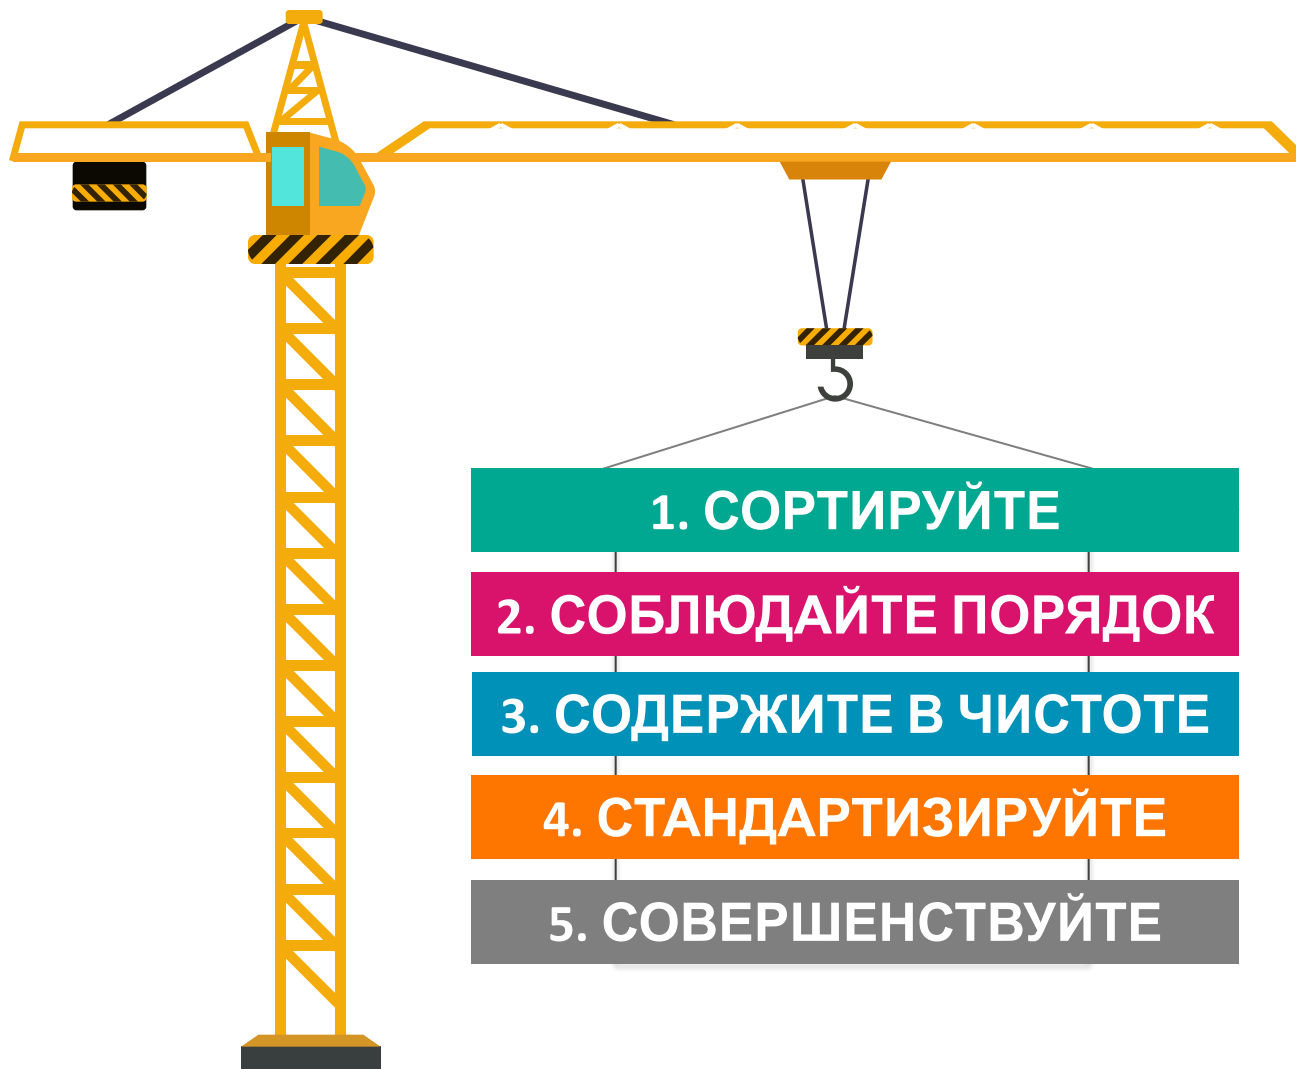 1. СОРТИРУЙТЕ
2. СОБЛЮДАЙТЕ ПОРЯДОК
3. СОДЕРЖИТЕ В ЧИСТОТЕ
4. СТАНДАРТИЗИРУЙТЕ
5. СОВЕРШЕНСТВУЙТЕ